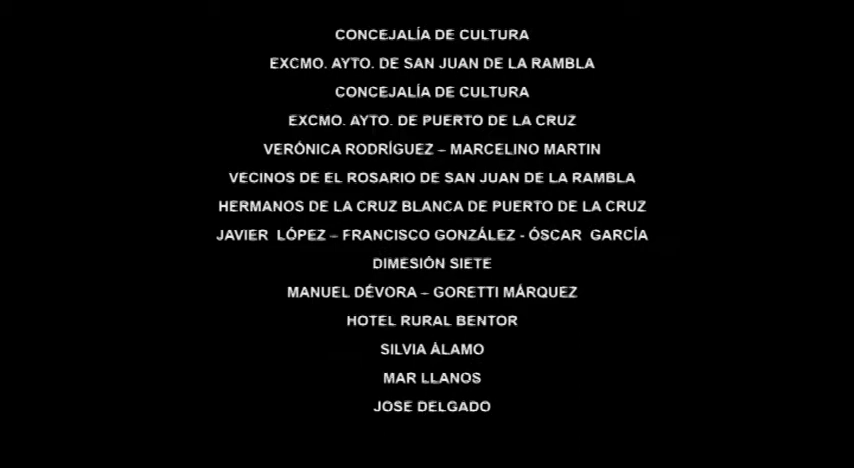 CONCEJALÍA DE CULTURA
EXCMO. AYTO. DE SAN JUAN DE LA RAMBLA
CONCEJALÍA DE CULTURA
EXCMO. AYTO. DE PUERTO DE LA CRUZ
VERÓNICA RODRÍGUEZ – MARCELINO MARTIN
VECINOS DE EL ROSARIO DE SAN JUAN DE LA RAMBLA
HERMANOS DE LA CRUZ BLANCA DE PUERTO DE LA CRUZ
JAVIER LÓPEZ – FRANCISCO GONZÁLEZ - ÓSCAR GARCÍA
DIMESIÓN SIETE
MANUEL DÉVORA – GORETTI MÁRQUEZ
HOTEL RURAL BENTOR
SILVIA ÁLAMO
MAR LLANOS
JOSE DELGADO